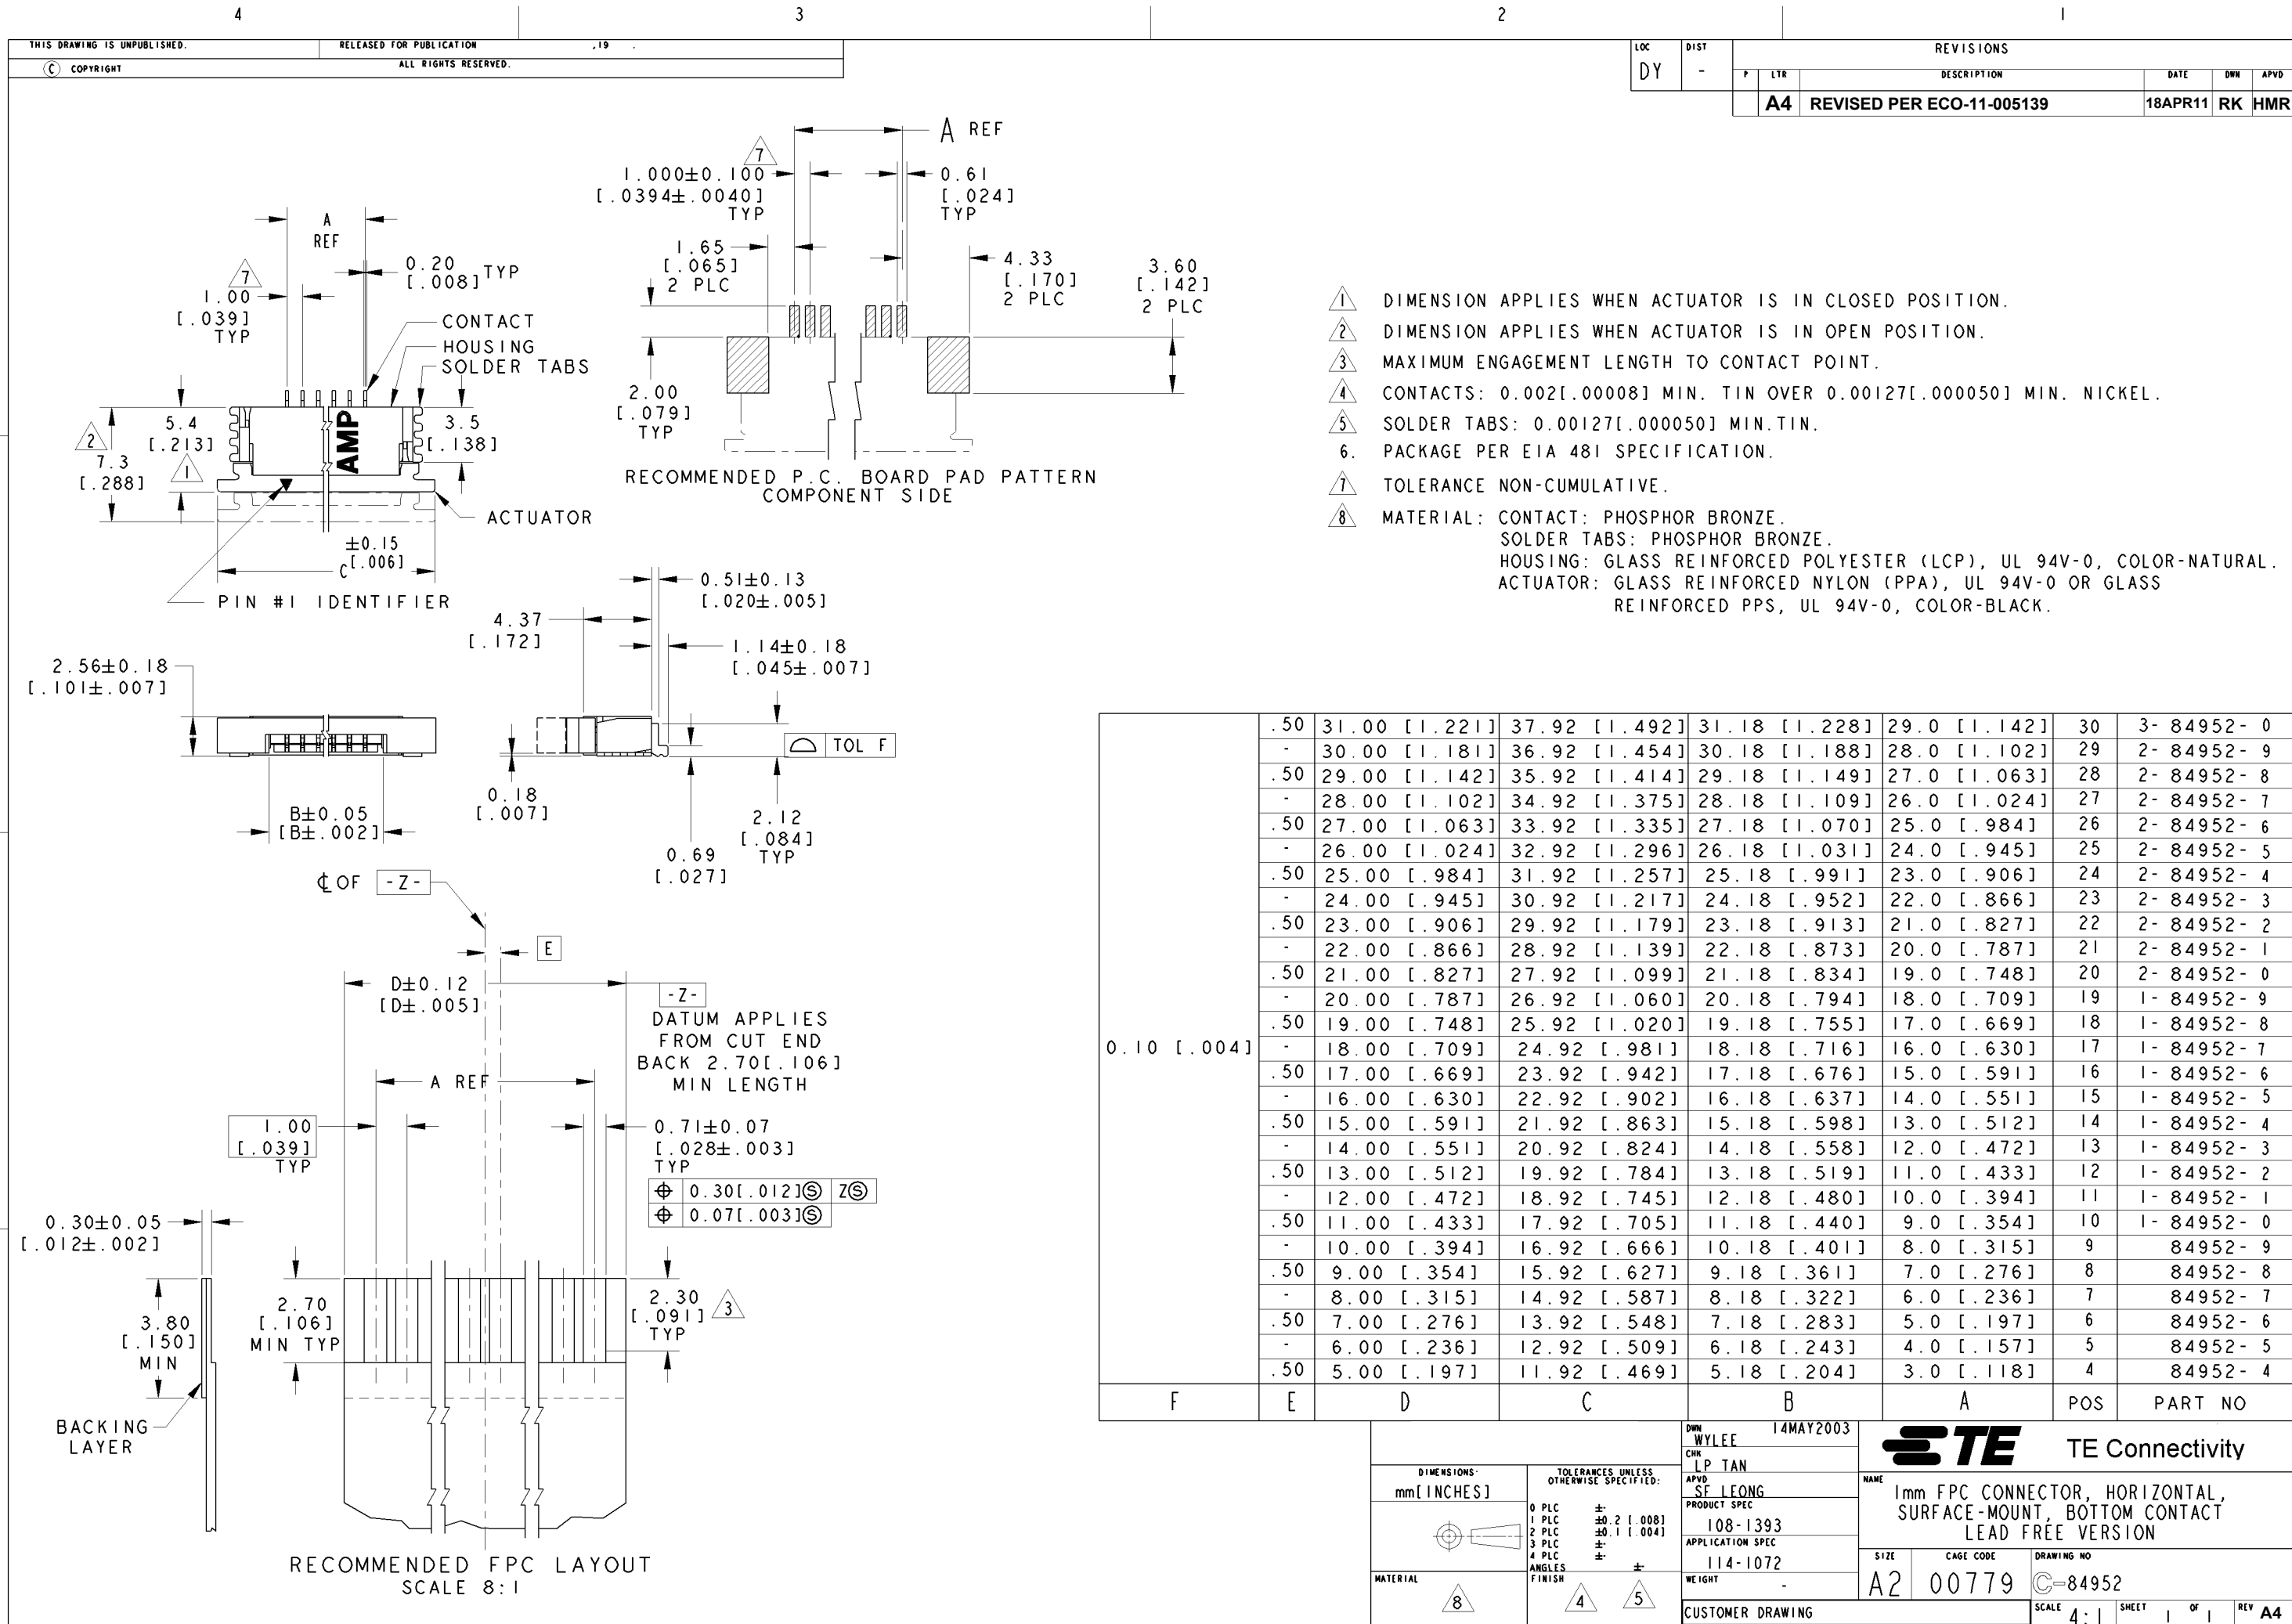 4 3 2 1
THIS DRAWING IS UNPUBLISHED. RELEASED FOR PUBLICATION ,19 .
© COPYRIGHT ALL RIGHTS RESERVED.
LOC DIST REVISIONS
DY -
P LTR DESCRIPTION DATE DWN APVD
A4 REVISED PER ECO-11-005139 18APR11 RK HMR
A
REF
7
1.00
[.039]
TYP
0.20
[.008] TYP
CONTACT
HOUSING
SOLDER TABS
2
7.3
[.288]
5.4
[.213]
1
AMP
3.5
[.138]
ACTUATOR
±0.15
C [.006]
PIN #1 IDENTIFIER
A REF
7
1.000±0.100
[.0394±.0040]
TYP
0.61
[.024]
TYP
1.65
[.065]
2 PLC
4.33
[.170]
2 PLC
3.60
[.142]
2 PLC
2.00
[.079]
TYP
RECOMMENDED P.C. BOARD PAD PATTERN
COMPONENT SIDE
1 DIMENSION APPLIES WHEN ACTUATOR IS IN CLOSED POSITION.
2 DIMENSION APPLIES WHEN ACTUATOR IS IN OPEN POSITION.
3 MAXIMUM ENGAGEMENT LENGTH TO CONTACT POINT.
4 CONTACTS: 0.002[.00008] MIN. TIN OVER 0.00127[.000050] MIN. NICKEL.
5 SOLDER TABS: 0.00127[.000050] MIN.TIN.
6. PACKAGE PER EIA 481 SPECIFICATION.
7 TOLERANCE NON-CUMULATIVE.
8 MATERIAL: CONTACT: PHOSPHOR BRONZE.
SOLDER TABS: PHOSPHOR BRONZE.
HOUSING: GLASS REINFORCED POLYESTER (LCP), UL 94V-0, COLOR-NATURAL.
ACTUATOR: GLASS REINFORCED NYLON (PPA), UL 94V-0 OR GLASS
REINFORCED PPS, UL 94V-0, COLOR-BLACK.
2.56±0.18
[.101±.007]
B±0.05
[B±.002]
4.37
[.172]
0.51±0.13
[.020±.005]
1.14±0.18
[.045±.007]
TOL F
0.18
[.007]
0.69
[.027]
2.12
[.084]
TYP
℄ OF -Z-
E
D±0.12
[D±.005]
-Z-
DATUM APPLIES
FROM CUT END
BACK 2.70[.106]
MIN LENGTH
A REF
1.00
[.039]
TYP
0.71±0.07
[.028±.003]
TYP
⌖ 0.30[.012]Ⓢ ZⓈ
⌖ 0.07[.003]Ⓢ
0.30±0.05
[.012±.002]
3.80
[.150]
MIN
2.70
[.106]
MIN TYP
2.30
[.091] 3
TYP
BACKING
LAYER
RECOMMENDED FPC LAYOUT
SCALE 8:1
.50 31.00 [1.221] 37.92 [1.492] 31.18 [1.228] 29.0 [1.142] 30 3- 84952- 0
- 30.00 [1.181] 36.92 [1.454] 30.18 [1.188] 28.0 [1.102] 29 2- 84952- 9
.50 29.00 [1.142] 35.92 [1.414] 29.18 [1.149] 27.0 [1.063] 28 2- 84952- 8
- 28.00 [1.102] 34.92 [1.375] 28.18 [1.109] 26.0 [1.024] 27 2- 84952- 7
.50 27.00 [1.063] 33.92 [1.335] 27.18 [1.070] 25.0 [.984] 26 2- 84952- 6
- 26.00 [1.024] 32.92 [1.296] 26.18 [1.031] 24.0 [.945] 25 2- 84952- 5
.50 25.00 [.984] 31.92 [1.257] 25.18 [.991] 23.0 [.906] 24 2- 84952- 4
- 24.00 [.945] 30.92 [1.217] 24.18 [.952] 22.0 [.866] 23 2- 84952- 3
.50 23.00 [.906] 29.92 [1.179] 23.18 [.913] 21.0 [.827] 22 2- 84952- 2
- 22.00 [.866] 28.92 [1.139] 22.18 [.873] 20.0 [.787] 21 2- 84952- 1
.50 21.00 [.827] 27.92 [1.099] 21.18 [.834] 19.0 [.748] 20 2- 84952- 0
- 20.00 [.787] 26.92 [1.060] 20.18 [.794] 18.0 [.709] 19 1- 84952- 9
.50 19.00 [.748] 25.92 [1.020] 19.18 [.755] 17.0 [.669] 18 1- 84952- 8
0.10 [.004] - 18.00 [.709] 24.92 [.981] 18.18 [.716] 16.0 [.630] 17 1- 84952- 7
.50 17.00 [.669] 23.92 [.942] 17.18 [.676] 15.0 [.591] 16 1- 84952- 6
- 16.00 [.630] 22.92 [.902] 16.18 [.637] 14.0 [.551] 15 1- 84952- 5
.50 15.00 [.591] 21.92 [.863] 15.18 [.598] 13.0 [.512] 14 1- 84952- 4
- 14.00 [.551] 20.92 [.824] 14.18 [.558] 12.0 [.472] 13 1- 84952- 3
.50 13.00 [.512] 19.92 [.784] 13.18 [.519] 11.0 [.433] 12 1- 84952- 2
- 12.00 [.472] 18.92 [.745] 12.18 [.480] 10.0 [.394] 11 1- 84952- 1
.50 11.00 [.433] 17.92 [.705] 11.18 [.440] 9.0 [.354] 10 1- 84952- 0
- 10.00 [.394] 16.92 [.666] 10.18 [.401] 8.0 [.315] 9 84952- 9
.50 9.00 [.354] 15.92 [.627] 9.18 [.361] 7.0 [.276] 8 84952- 8
- 8.00 [.315] 14.92 [.587] 8.18 [.322] 6.0 [.236] 7 84952- 7
.50 7.00 [.276] 13.92 [.548] 7.18 [.283] 5.0 [.197] 6 84952- 6
- 6.00 [.236] 12.92 [.509] 6.18 [.243] 4.0 [.157] 5 84952- 5
.50 5.00 [.197] 11.92 [.469] 5.18 [.204] 3.0 [.118] 4 84952- 4
F E D C B A POS PART NO
DIMENSIONS:
mm[INCHES]
TOLERANCES UNLESS
OTHERWISE SPECIFIED:
0 PLC ±-
1 PLC ±0.2 [.008]
2 PLC ±0.1 [.004]
3 PLC ±-
4 PLC ±-
ANGLES ±-
MATERIAL 8
FINISH 4 5
DWN 14MAY2003
WYLEE
CHK
LP TAN
APVD
SF LEONG
PRODUCT SPEC
108-1393
APPLICATION SPEC
114-1072
WEIGHT -
CUSTOMER DRAWING
TE TE Connectivity
NAME
1mm FPC CONNECTOR, HORIZONTAL,
SURFACE-MOUNT, BOTTOM CONTACT
LEAD FREE VERSION
SIZE CAGE CODE DRAWING NO
A2 00779 C-84952
SCALE 4:1 SHEET 1 OF 1 REV A4